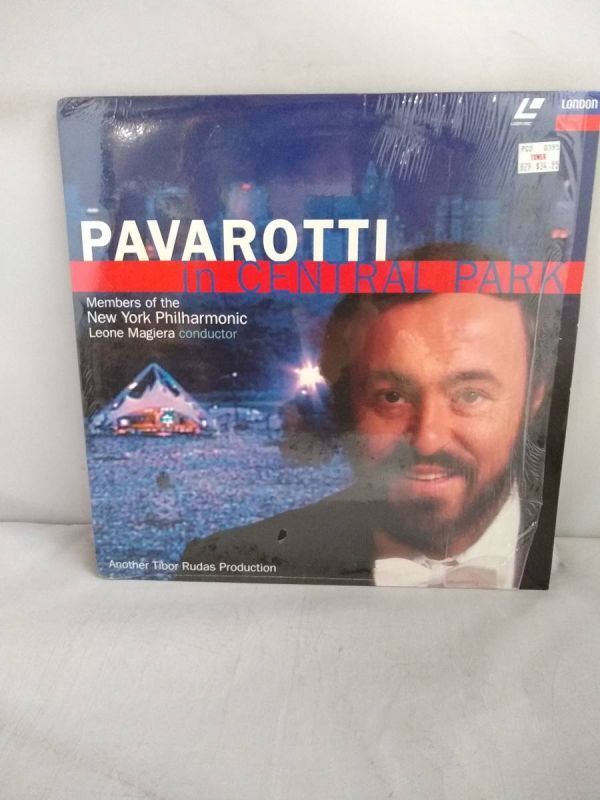 LONDON
TOWER
PAVAROTTI
in CENTRAL PARK
Members of the
New York Philharmonic
Leone Magiera conductor
Another Tibor Rudas Production